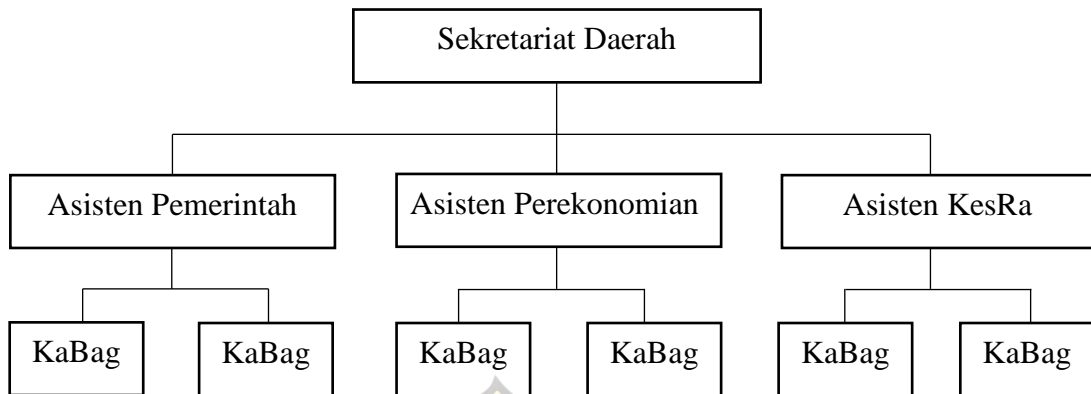 Sekretariat Daerah
Asisten Pemerintah
Asisten Perekonomian
Asisten KesRa
KaBag
KaBag
KaBag
KaBag
KaBag
KaBag